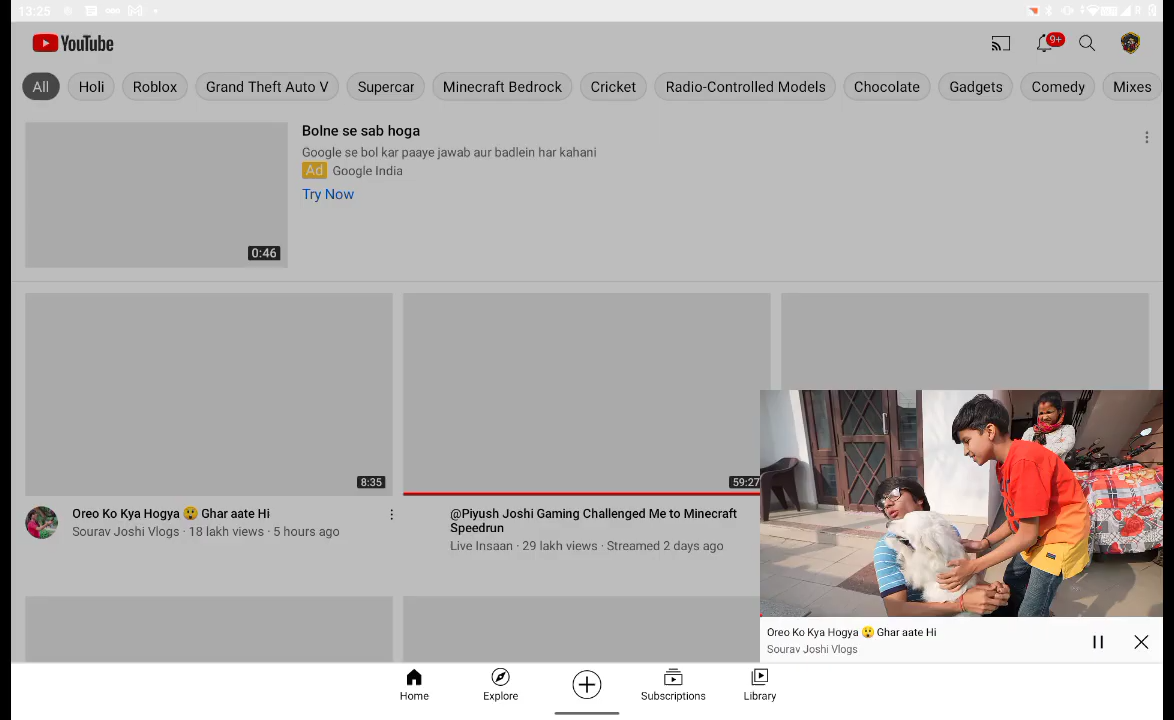 13:25
YouTube
9+
All
Holi
Roblox
Grand Theft Auto V
Supercar
Minecraft Bedrock
Cricket
Radio-Controlled Models
Chocolate
Gadgets
Comedy
Mixes
Bolne se sab hoga
Google se bol kar paaye jawab aur badlein har kahani
Ad Google India
Try Now
0:46
8:35
59:27
Oreo Ko Kya Hogya 😲 Ghar aate Hi
Sourav Joshi Vlogs · 18 lakh views · 5 hours ago
@Piyush Joshi Gaming Challenged Me to Minecraft
Speedrun
Live Insaan · 29 lakh views · Streamed 2 days ago
Oreo Ko Kya Hogya 😲 Ghar aate Hi
Sourav Joshi Vlogs
Home
Explore
Subscriptions
Library